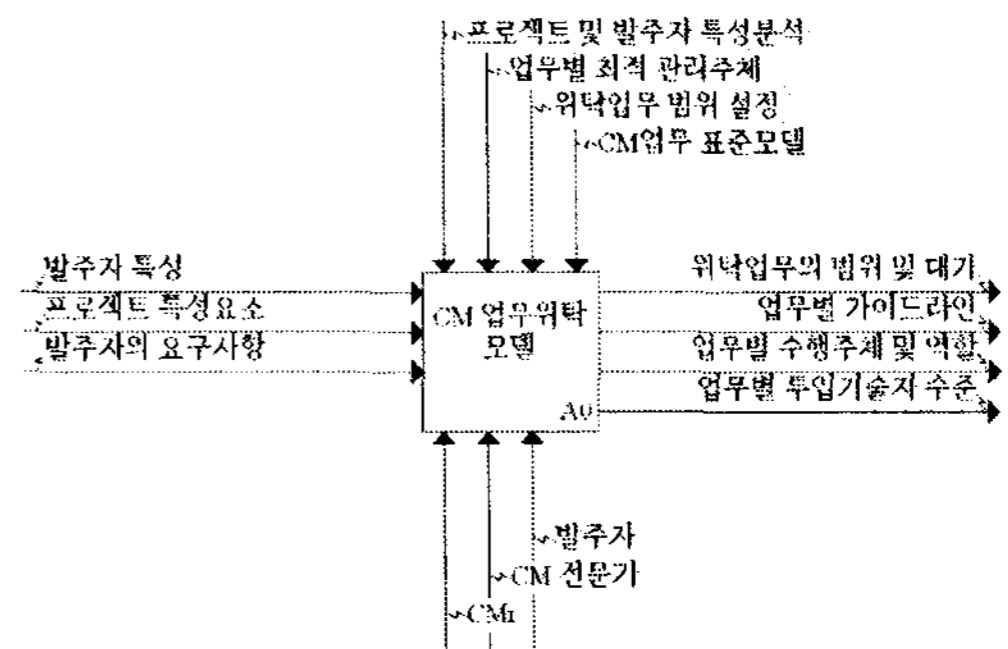 프로젝트 및 발주자 특성분석
업무별 최적 관리주체
위탁업무 범위 설정
CM업무 표준모델
발주자 특성
프로젝트 특성요소
발주자의 요구사항
CM 업무위탁
모델
A0
위탁업무의 범위 및 대가
업무별 가이드라인
업무별 수행주체 및 역할
업무별 투입기술자 수준
발주자
CM 전문가
CMr